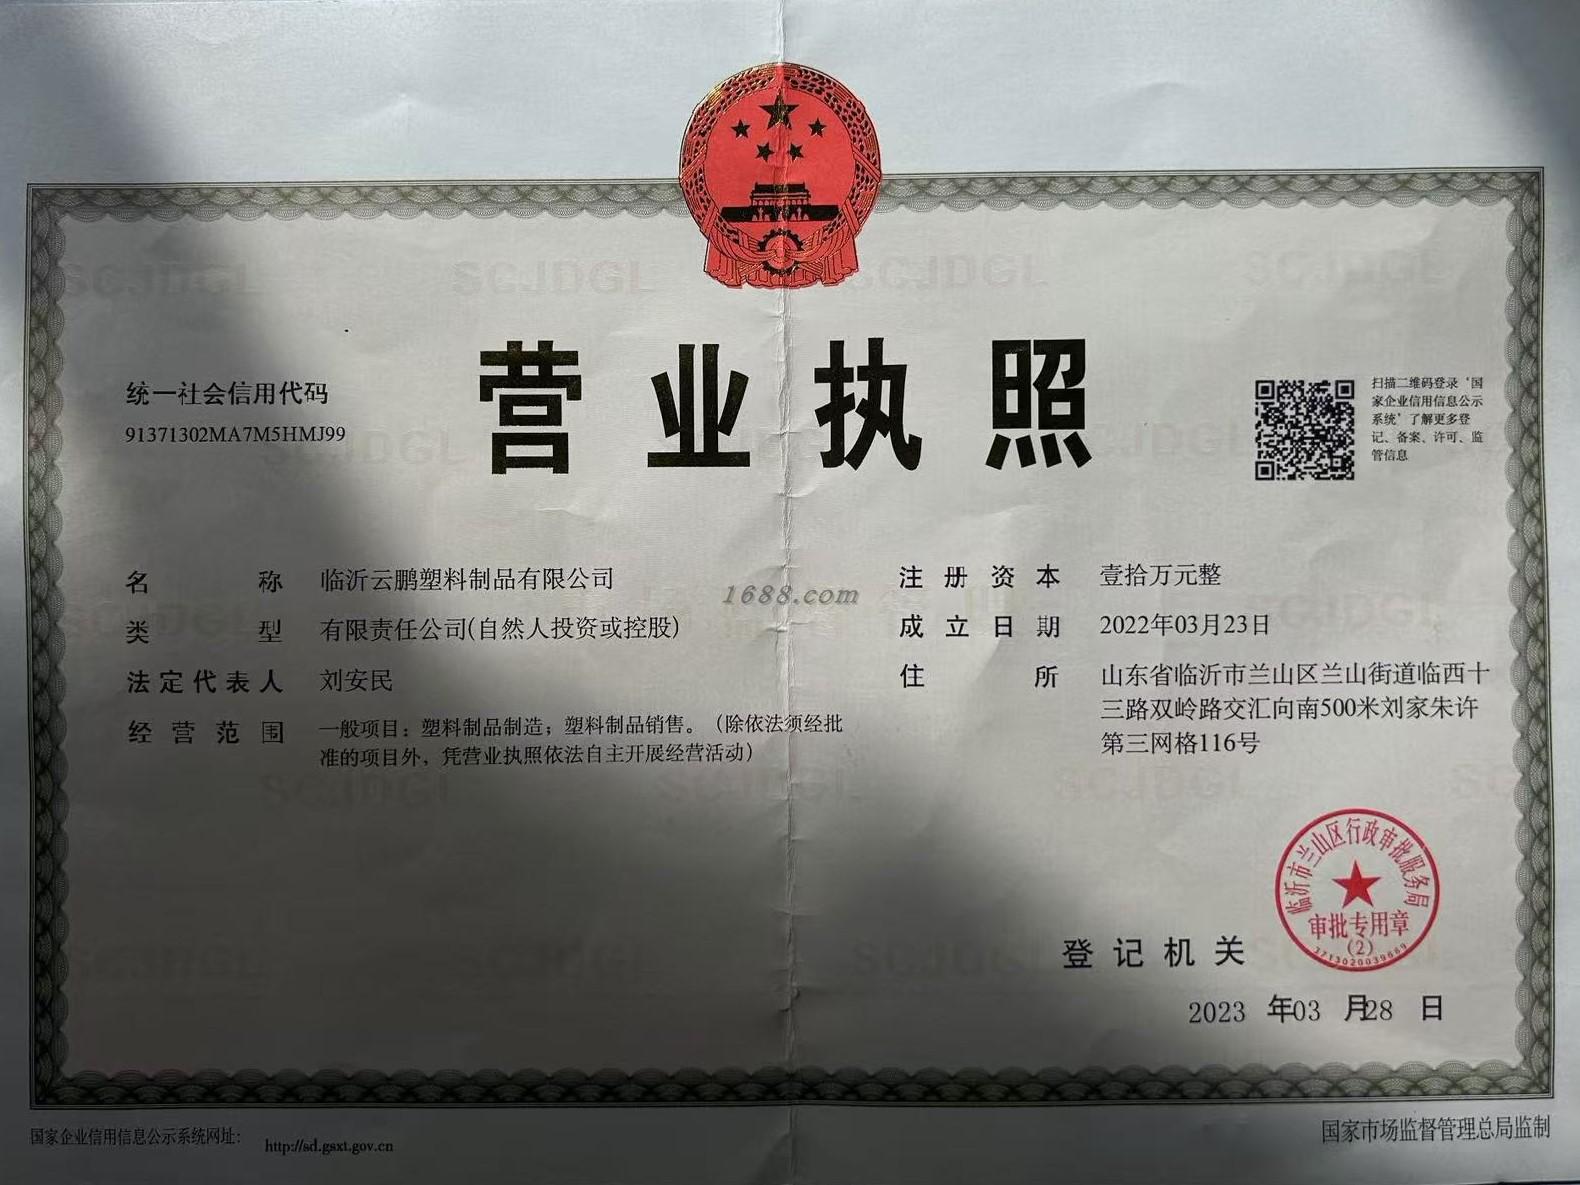 营业执照
统一社会信用代码
91371302MA7M5HMJ99
扫描二维码登录‘国
家企业信用信息公示
系统’了解更多登
记、备案、许可、监
管信息
名称 临沂云鹏塑料制品有限公司
类型 有限责任公司(自然人投资或控股)
法定代表人 刘安民
经营范围 一般项目：塑料制品制造；塑料制品销售。（除依法须经批
准的项目外，凭营业执照依法自主开展经营活动）
1688.com
注册资本 壹拾万元整
成立日期 2022年03月23日
住所 山东省临沂市兰山区兰山街道临西十
三路双岭路交汇向南500米刘家朱许
第三网格116号
临沂市兰山区行政审批服务局
审批专用章
(2)
3713020039669
登记机关
2023 年03 月28 日
国家企业信用信息公示系统网址： http://sd.gsxt.gov.cn
国家市场监督管理总局监制
SCJDGL